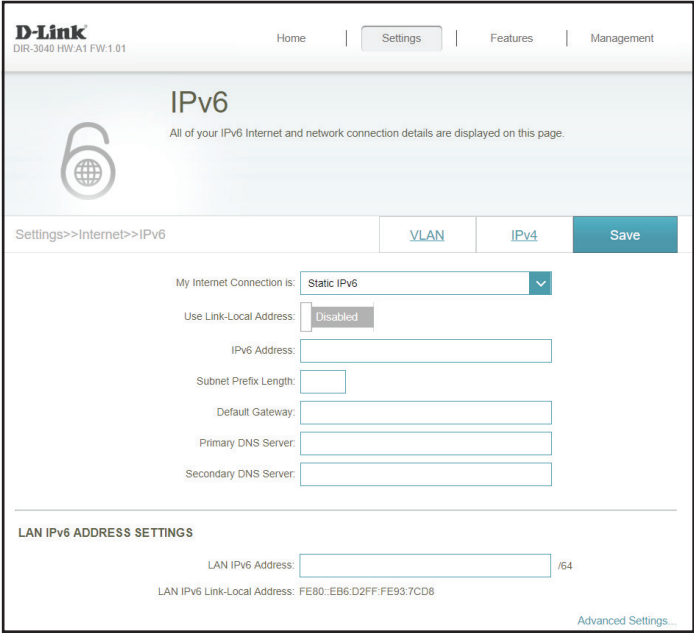 D-Link
DIR-3040 HW:A1 FW:1.01
Home | Settings | Features | Management
IPv6
All of your IPv6 Internet and network connection details are displayed on this page.
Settings>>Internet>>IPv6
VLAN
IPv4
Save
My Internet Connection is: Static IPv6
Use Link-Local Address: Disabled
IPv6 Address:
Subnet Prefix Length:
Default Gateway:
Primary DNS Server:
Secondary DNS Server:
LAN IPv6 ADDRESS SETTINGS
LAN IPv6 Address: /64
LAN IPv6 Link-Local Address: FE80::EB6:D2FF:FE93:7CD8
Advanced Settings...